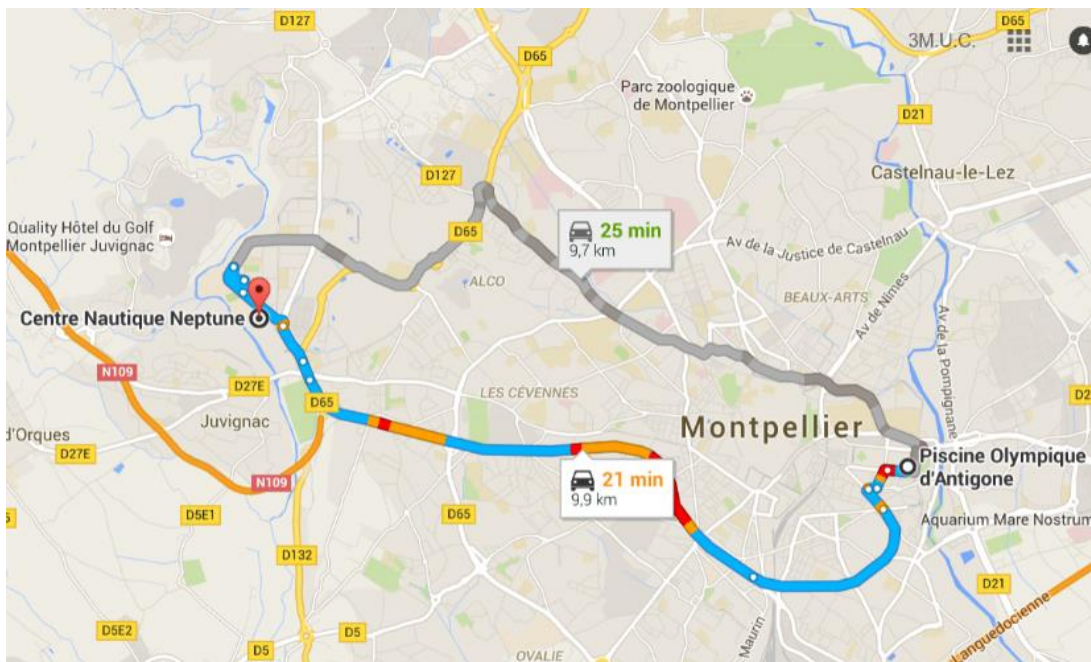 D127
D65
D65
3M.U.C.
Parc zoologique
de Montpellier
D21
D127
Castelnau-le-Lez
Quality Hôtel du Golf
Montpellier Juvignac
D65
25 min
9,7 km
Av de la Justice de Castelnau
ALCO
BEAUX-ARTS
Av de Nîmes
Av de la Pompignane
Centre Nautique Neptune
N109
D27E
LES CÉVENNES
D65
Juvignac
Montpellier
d'Orques
D27E
Piscine Olympique
d'Antigone
21 min
9,9 km
N109
D5E1
D65
Aquarium Mare Nostrum
D132
D21
Languedocienne
D5E2
D5
D5
Maurin
OVALIE